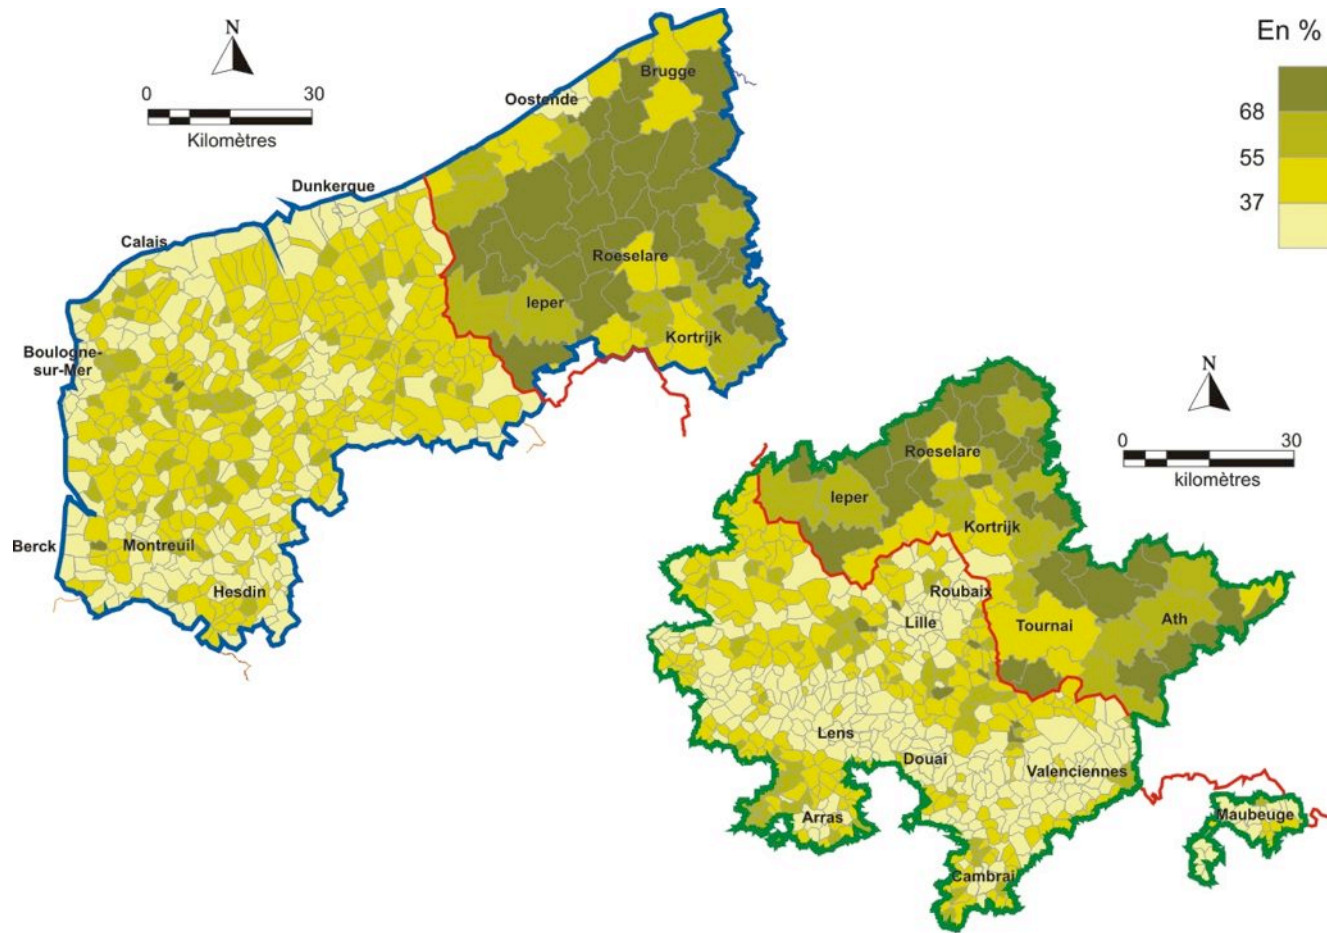 N
0 30
Kilomètres
En %
68
55
37
Brugge
Oostende
Dunkerque
Calais
Roeselare
Ieper
Kortrijk
Boulogne-
sur-Mer
Berck
Montreuil
Hesdin
N
0 30
kilomètres
Roeselare
Ieper
Kortrijk
Roubaix
Lille
Tournai
Ath
Lens
Douai
Valenciennes
Arras
Maubeuge
Cambrai